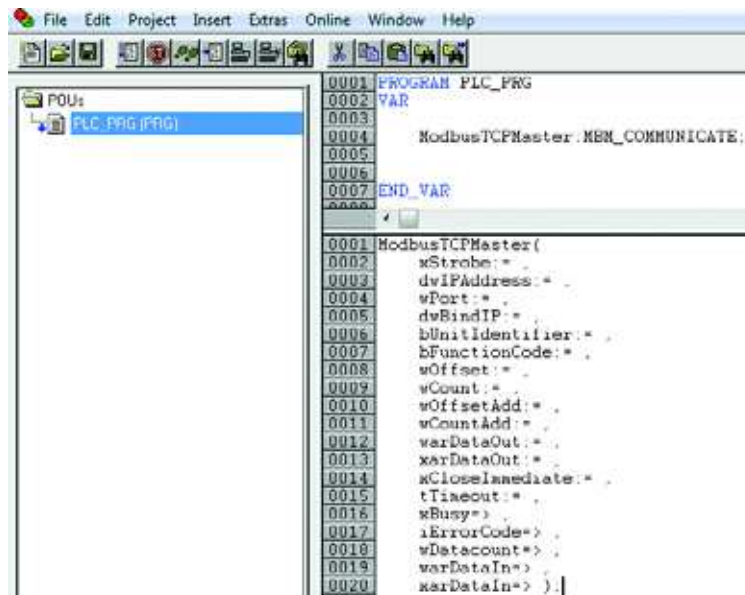 File Edit Project Insert Extras Online Window Help
POUs
PLC_PRG (PRG)
0001 PROGRAM PLC_PRG
0002 VAR
0003
0004 ModbusTCPMaster:MBM_COMMUNICATE;
0005
0006
0007 END_VAR
0001 ModbusTCPMaster(
0002 xStrobe:= ,
0003 dwIPAddress:= ,
0004 wPort:= ,
0005 dwBindIP:= ,
0006 bUnitIdentifier:= ,
0007 bFunctionCode:= ,
0008 wOffset:= ,
0009 wCount:= ,
0010 wOffsetAdd:= ,
0011 wCountAdd:= ,
0012 warDataOut:= ,
0013 xarDataOut:= ,
0014 xCloseImmediate:= ,
0015 tTimeout:= ,
0016 xBusy=> ,
0017 iErrorCode=> ,
0018 wDatacount=> ,
0019 warDataIn=> ,
0020 xarDataIn=> );